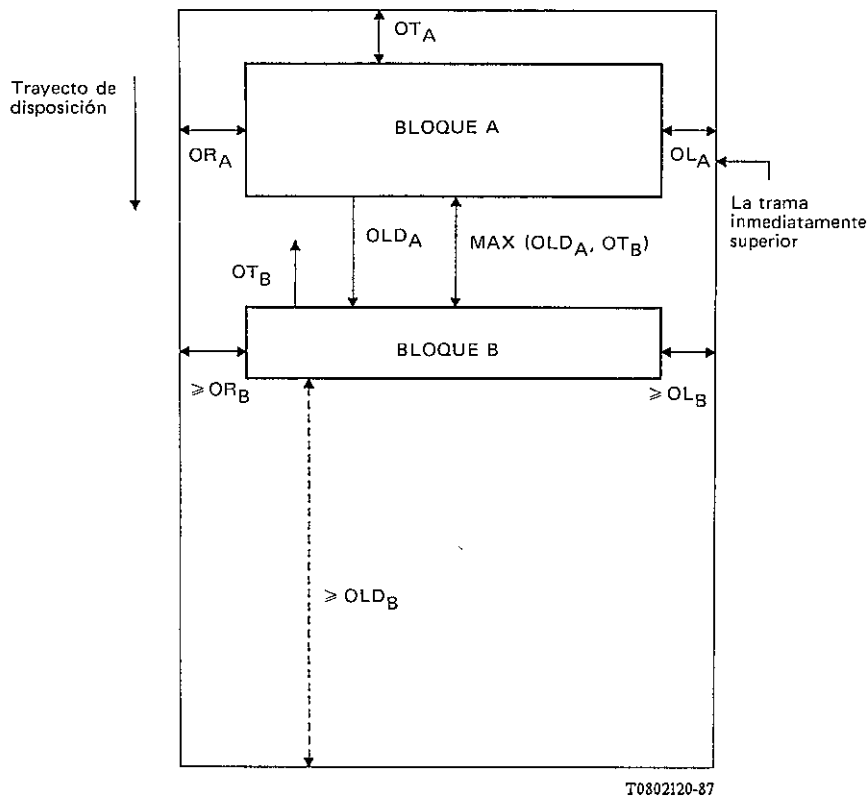 OT_A
Trayecto de
disposición
BLOQUE A
OR_A
OL_A
La trama
inmediatamente
superior
OLD_A
MAX (OLD_A, OT_B)
OT_B
BLOQUE B
⩾ OR_B
⩾ OL_B
⩾ OLD_B
T0802120-87